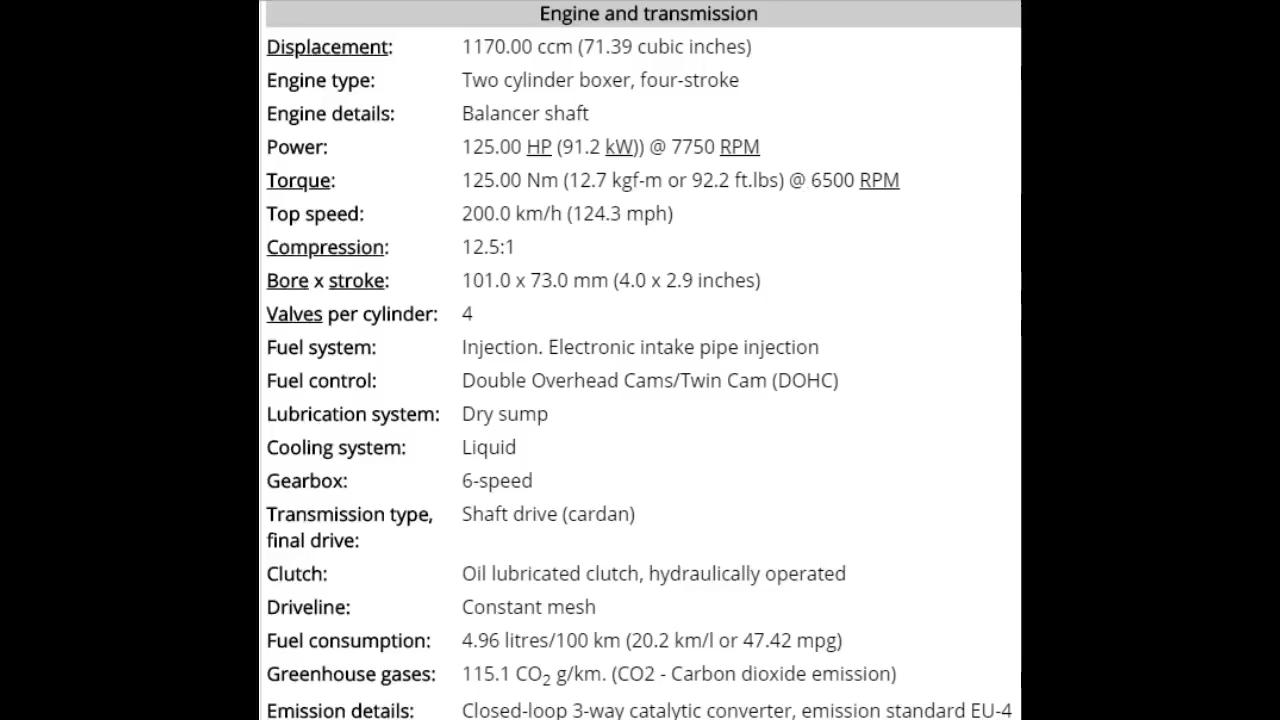 Engine and transmission
Displacement: 1170.00 ccm (71.39 cubic inches)
Engine type: Two cylinder boxer, four-stroke
Engine details: Balancer shaft
Power: 125.00 HP (91.2 kW)) @ 7750 RPM
Torque: 125.00 Nm (12.7 kgf-m or 92.2 ft.lbs) @ 6500 RPM
Top speed: 200.0 km/h (124.3 mph)
Compression: 12.5:1
Bore x stroke: 101.0 x 73.0 mm (4.0 x 2.9 inches)
Valves per cylinder: 4
Fuel system: Injection. Electronic intake pipe injection
Fuel control: Double Overhead Cams/Twin Cam (DOHC)
Lubrication system: Dry sump
Cooling system: Liquid
Gearbox: 6-speed
Transmission type, Shaft drive (cardan)
final drive:
Clutch: Oil lubricated clutch, hydraulically operated
Driveline: Constant mesh
Fuel consumption: 4.96 litres/100 km (20.2 km/l or 47.42 mpg)
Greenhouse gases: 115.1 CO2 g/km. (CO2 - Carbon dioxide emission)
Emission details: Closed-loop 3-way catalytic converter, emission standard EU-4